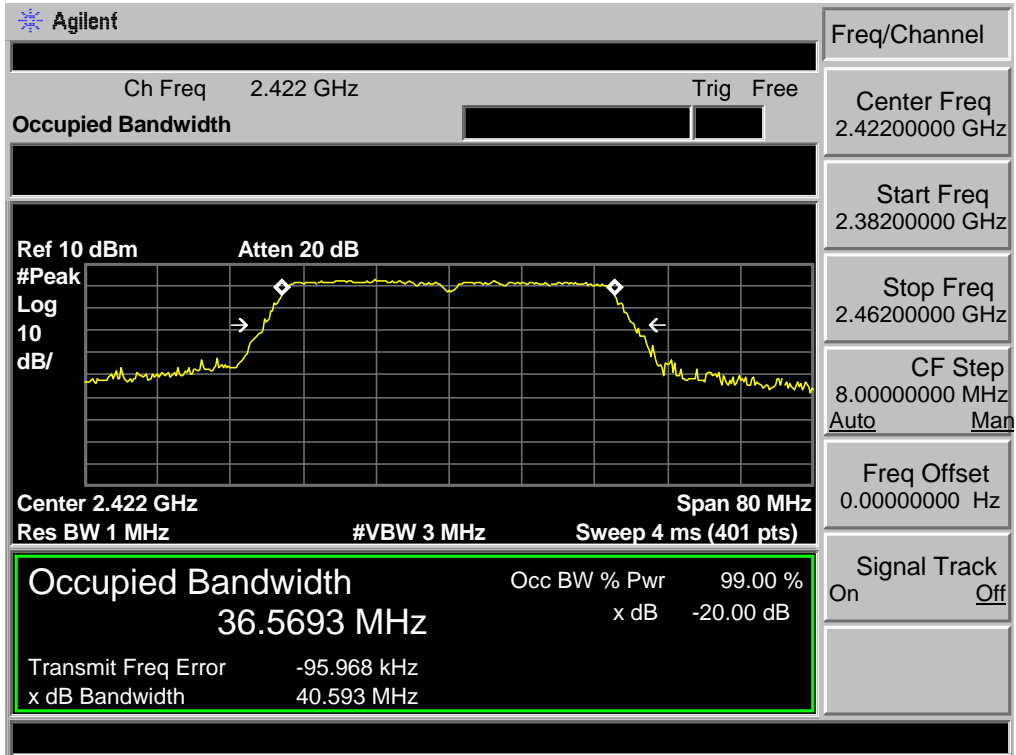 Agilent
Freq/Channel
Ch Freq 2.422 GHz Trig Free
Occupied Bandwidth
Center Freq
2.42200000 GHz
Start Freq
2.38200000 GHz
Stop Freq
2.46200000 GHz
CF Step
8.00000000 MHz
Auto Man
Freq Offset
0.00000000 Hz
Signal Track
On Off
Ref 10 dBm Atten 20 dB
#Peak
Log
10
dB/
Center 2.422 GHz Span 80 MHz
Res BW 1 MHz #VBW 3 MHz Sweep 4 ms (401 pts)
Occupied Bandwidth Occ BW % Pwr 99.00 %
36.5693 MHz x dB -20.00 dB
Transmit Freq Error -95.968 kHz
x dB Bandwidth 40.593 MHz